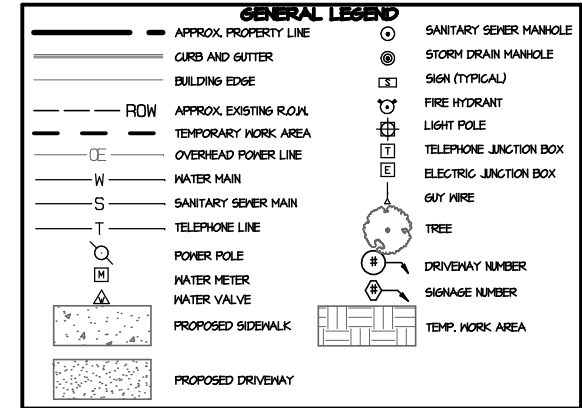 GENERAL LEGEND
APPROX. PROPERTY LINE
CURB AND GUTTER
BUILDING EDGE
ROW APPROX. EXISTING R.O.W.
TEMPORARY WORK AREA
OE OVERHEAD POWER LINE
W WATER MAIN
S SANITARY SEWER MAIN
T TELEPHONE LINE
POWER POLE
M WATER METER
W WATER VALVE
PROPOSED SIDEWALK
PROPOSED DRIVEWAY
SANITARY SEWER MANHOLE
STORM DRAIN MANHOLE
S SIGN (TYPICAL)
FIRE HYDRANT
LIGHT POLE
T TELEPHONE JUNCTION BOX
E ELECTRIC JUNCTION BOX
GUY WIRE
TREE
# DRIVEWAY NUMBER
# SIGNAGE NUMBER
TEMP. WORK AREA